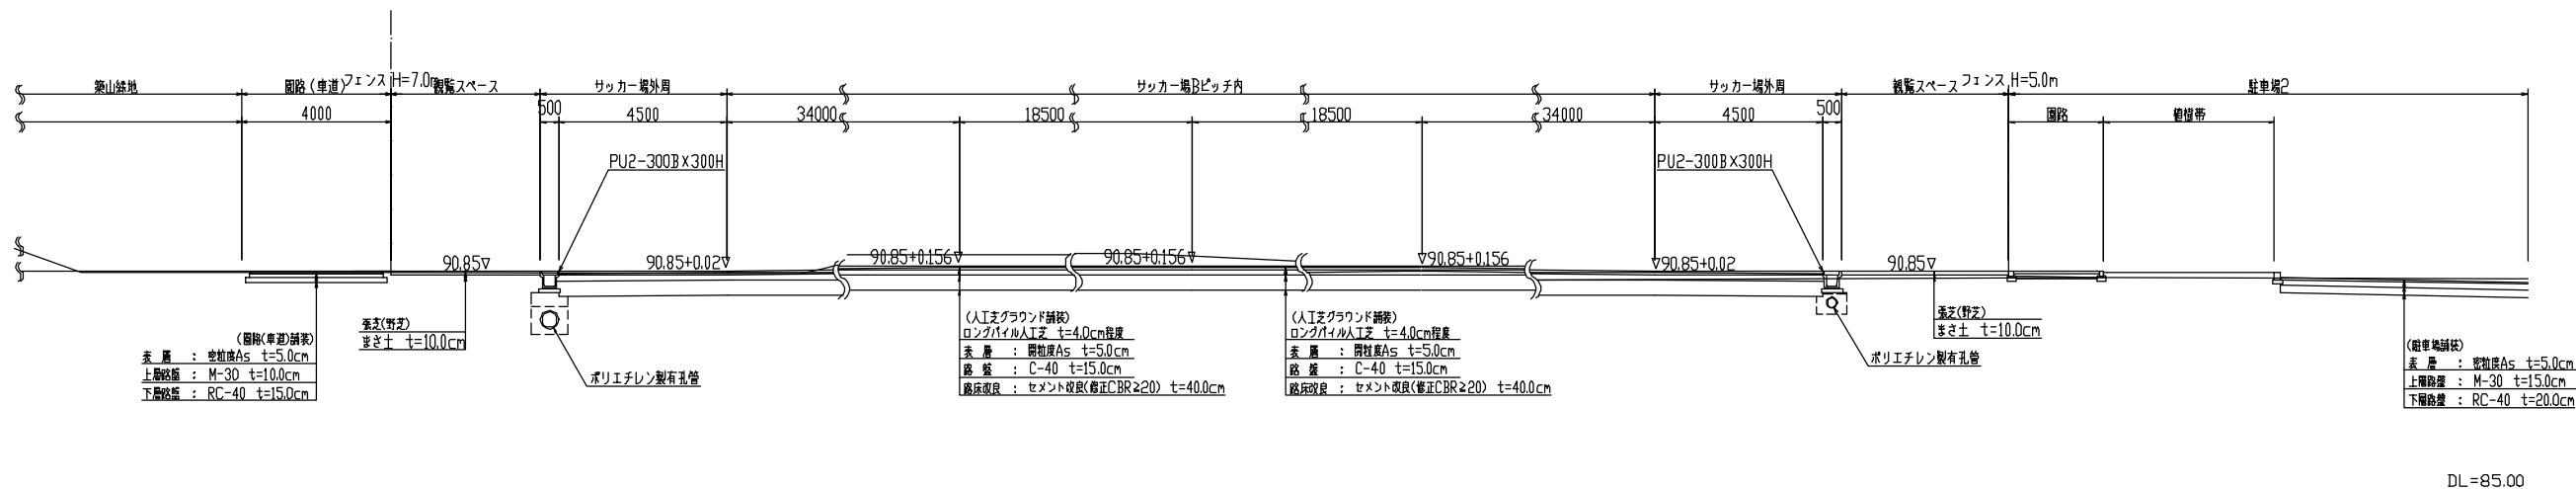 築山緑地
園路(車道)
フェンス H=7.0m
観覧スペース
サッカー場外周
サッカー場Bピッチ内
サッカー場外周
観覧スペース
フェンス H=5.0m
駐車場2
4000
500
4500
34000
18500
18500
34000
4500
500
園路
植樹帯
PU2-300B×300H
PU2-300B×300H
90.85
90.85+0.02
90.85+0.156
90.85+0.156
90.85+0.156
90.85+0.02
90.85
(園路(車道)舗装)
表 層 : 密粒度As t=5.0cm
上層路盤 : M-30 t=10.0cm
下層路盤 : RC-40 t=15.0cm
張芝(野芝)
まさ土 t=10.0cm
ポリエチレン製有孔管
(人工芝グラウンド舗装)
ロングパイル人工芝 t=4.0cm程度
表 層 : 開粒度As t=5.0cm
路 盤 : C-40 t=15.0cm
路床改良 : セメント改良(修正CBR≧20) t=40.0cm
(人工芝グラウンド舗装)
ロングパイル人工芝 t=4.0cm程度
表 層 : 開粒度As t=5.0cm
路 盤 : C-40 t=15.0cm
路床改良 : セメント改良(修正CBR≧20) t=40.0cm
張芝(野芝)
まさ土 t=10.0cm
ポリエチレン製有孔管
(駐車場舗装)
表 層 : 密粒度As t=5.0cm
上層路盤 : M-30 t=15.0cm
下層路盤 : RC-40 t=20.0cm
DL=85.00